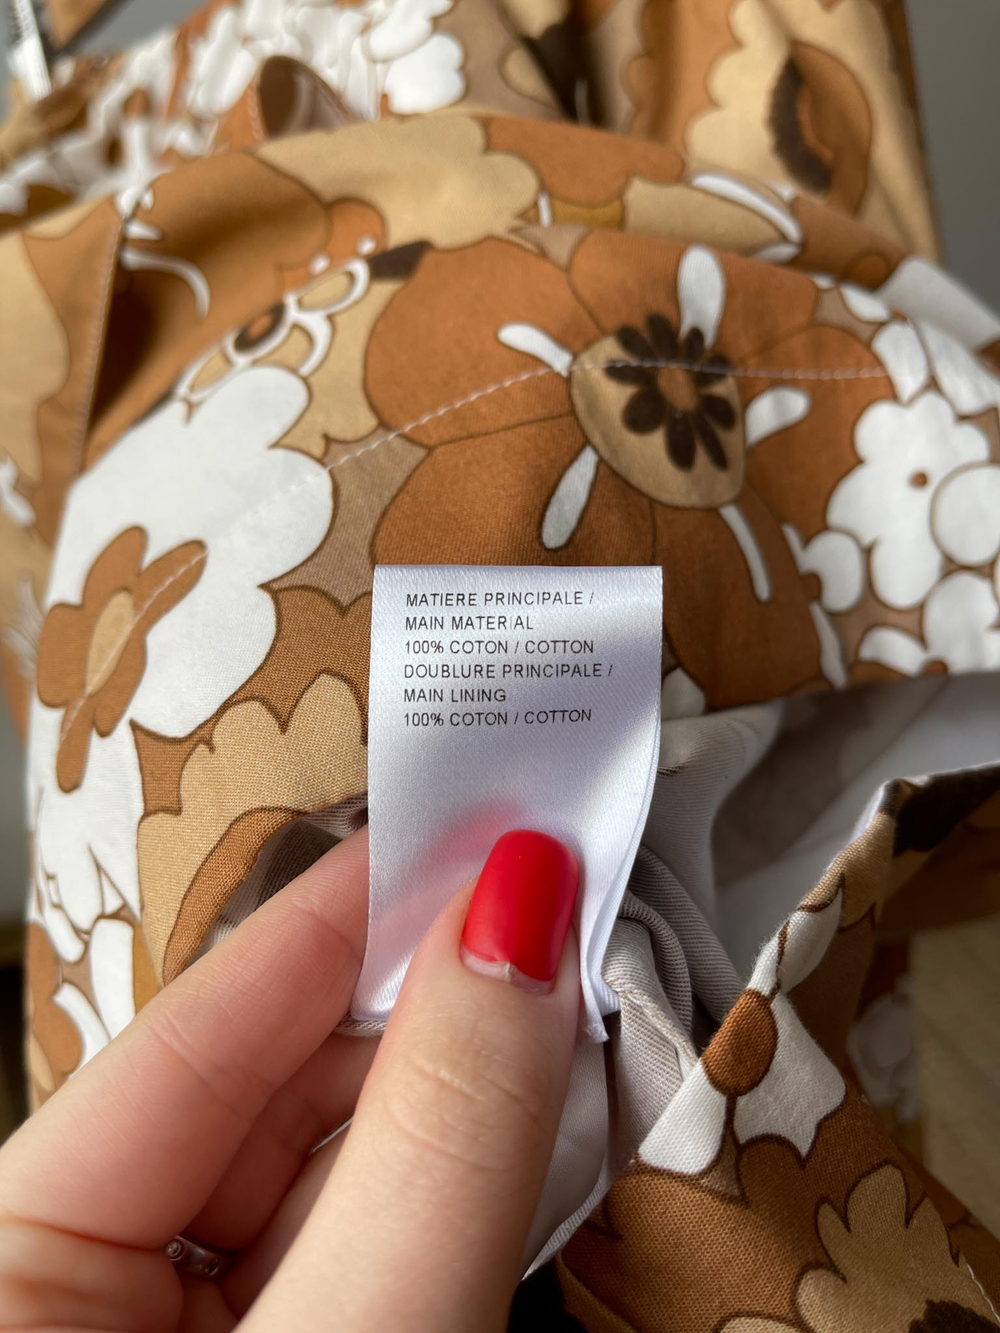 MATIERE PRINCIPALE /
MAIN MATERIAL
100% COTON / COTTON
DOUBLURE PRINCIPALE /
MAIN LINING
100% COTON / COTTON